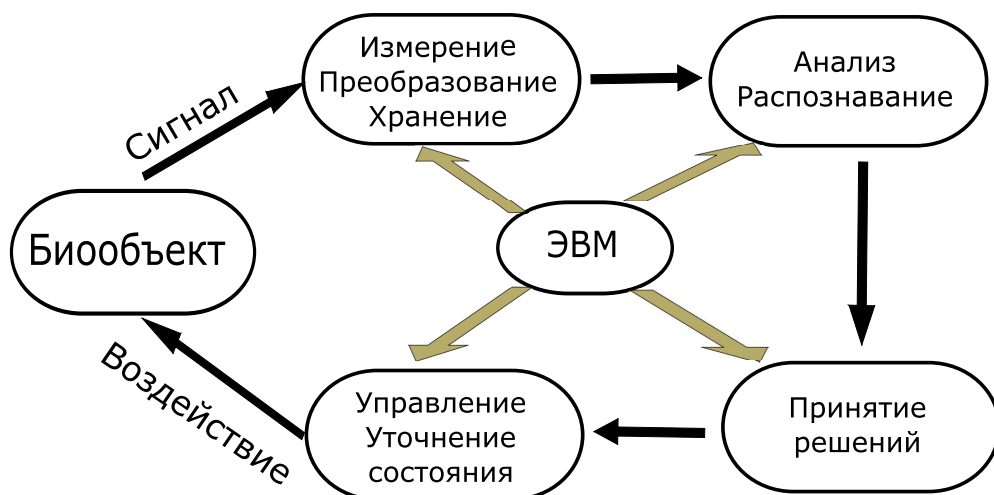 Измерение
Преобразование
Хранение
Анализ
Распознавание
Сигнал
Биообъект
ЭВМ
Воздействие
Управление
Уточнение
состояния
Принятие
решений